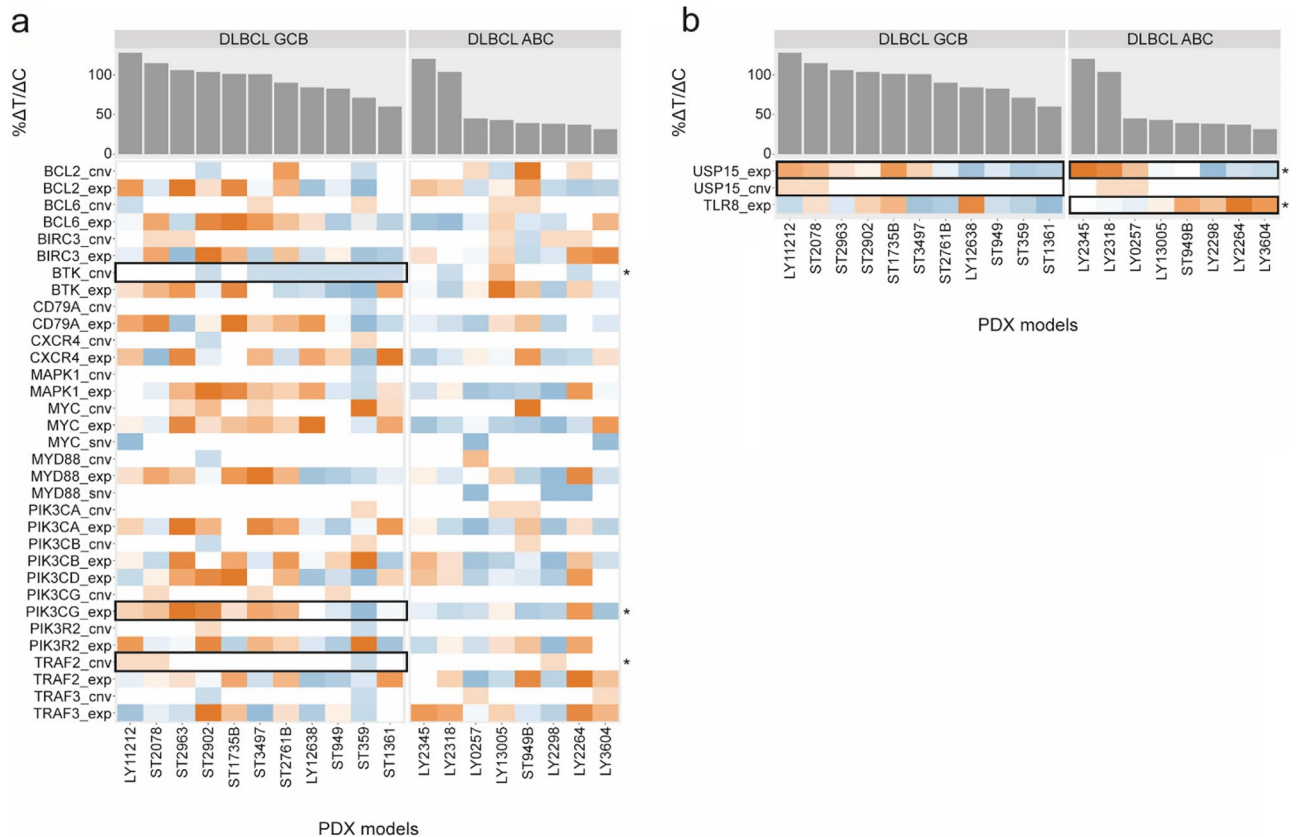 a
DLBCL GCB
DLBCL ABC
%ΔT/ΔC
100
50
0
BCL2_cnv
BCL2_exp
BCL6_cnv
BCL6_exp
BIRC3_cnv
BIRC3_exp
BTK_cnv
*
BTK_exp
CD79A_cnv
CD79A_exp
CXCR4_cnv
CXCR4_exp
MAPK1_cnv
MAPK1_exp
MYC_cnv
MYC_exp
MYC_snv
MYD88_cnv
MYD88_exp
MYD88_snv
PIK3CA_cnv
PIK3CA_exp
PIK3CB_cnv
PIK3CB_exp
PIK3CD_exp
PIK3CG_cnv
PIK3CG_exp
*
PIK3R2_cnv
PIK3R2_exp
TRAF2_cnv
*
TRAF2_exp
TRAF3_cnv
TRAF3_exp
LY11212
ST2078
ST2963
ST2902
ST1735B
ST3497
ST2761B
LY12638
ST949
ST359
ST1361
LY2345
LY2318
LY0257
LY13005
ST949B
LY2298
LY2264
LY3604
PDX models
b
DLBCL GCB
DLBCL ABC
%ΔT/ΔC
100
50
0
USP15_exp
*
USP15_cnv
TLR8_exp
*
LY11212
ST2078
ST2963
ST2902
ST1735B
ST3497
ST2761B
LY12638
ST949
ST359
ST1361
LY2345
LY2318
LY0257
LY13005
ST949B
LY2298
LY2264
LY3604
PDX models